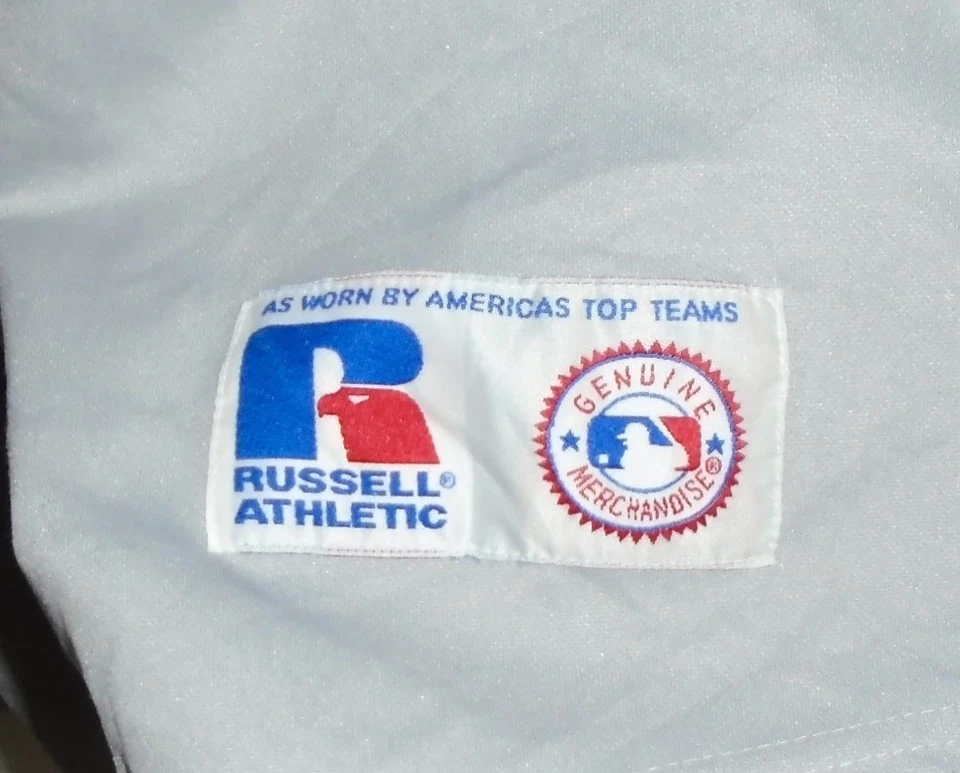 AS WORN BY AMERICAS TOP TEAMS
RUSSELL®
ATHLETIC
GENUINE
MERCHANDISE®